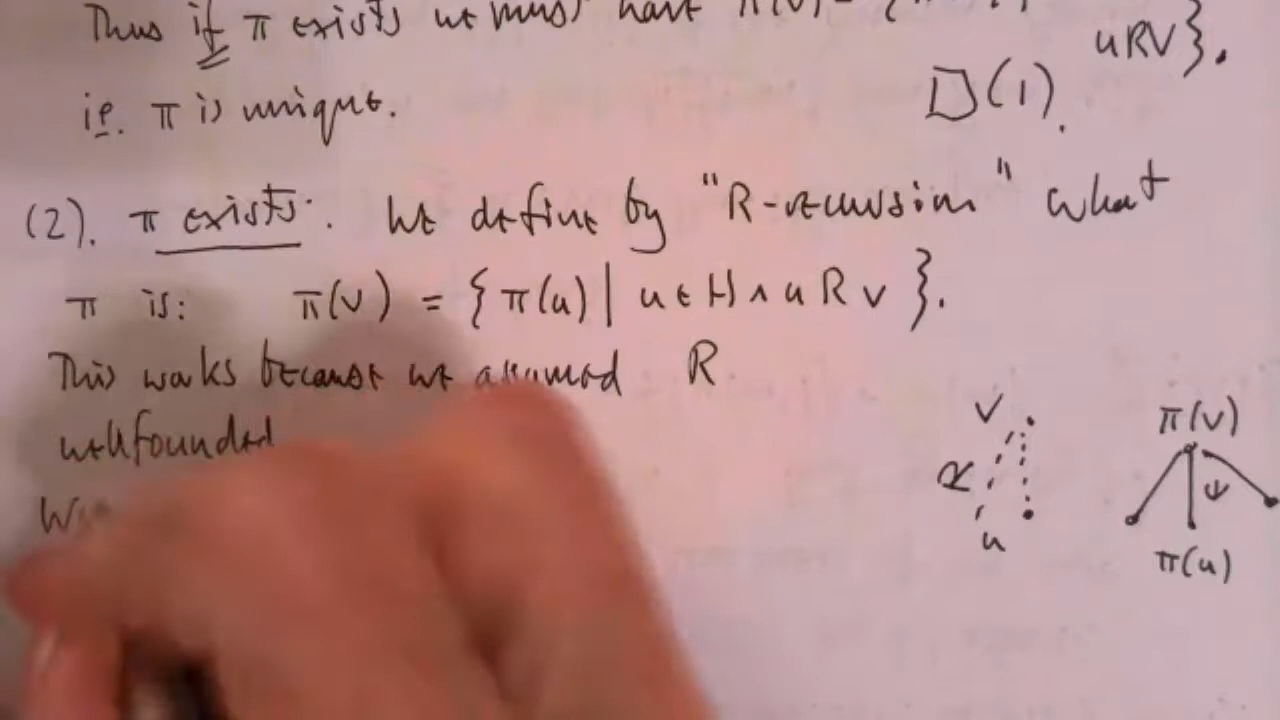 Thus if π exists we must have π(v) = {
uRv}.
ie. π is unique.
□(1).
(2). π exists. We define by "R-recursion" what
π is: π(v) = {π(u) | u ∈ H ∧ u R v}.
This works because we assumed R
wellfounded
v
R
u
π(v)
∈
π(u)